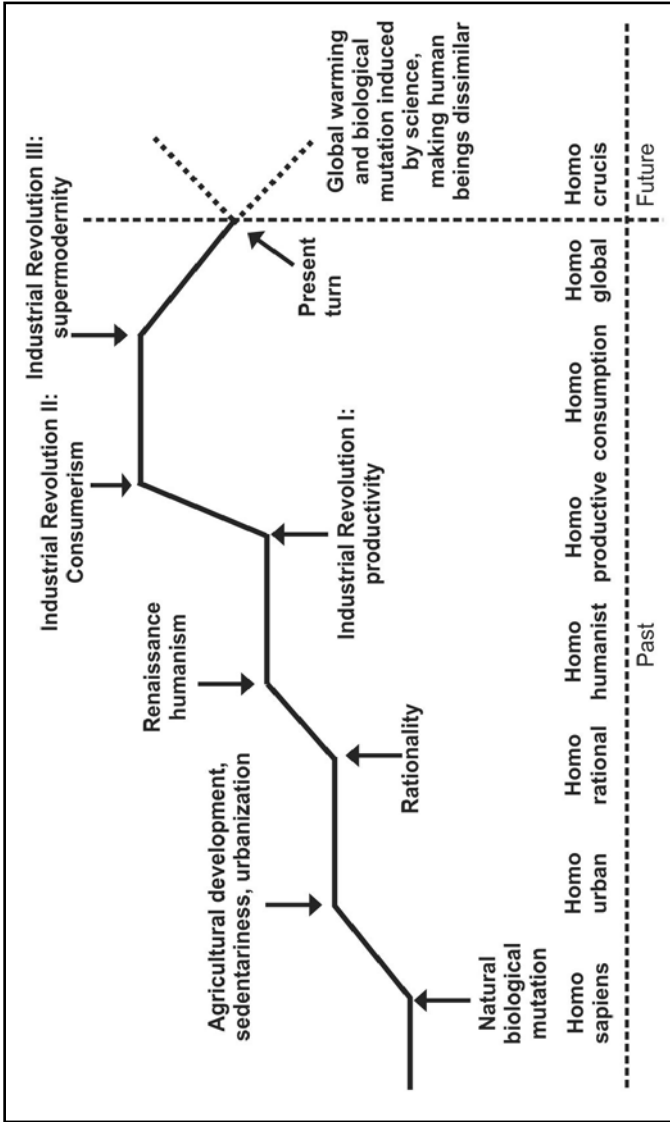 Industrial Revolution III:
supermodernity
Industrial Revolution II:
Consumerism
Renaissance
humanism
Agricultural development,
sedentariness, urbanization
Natural
biological
mutation
Rationality
Industrial Revolution I:
productivity
Present
turn
Global warming
and biological
mutation induced
by science,
making human
beings dissimilar
Homo
sapiens
Homo
urban
Homo
rational
Homo
humanist
Homo
productive
Homo
consumption
Homo
global
Homo
crucis
Past
Future